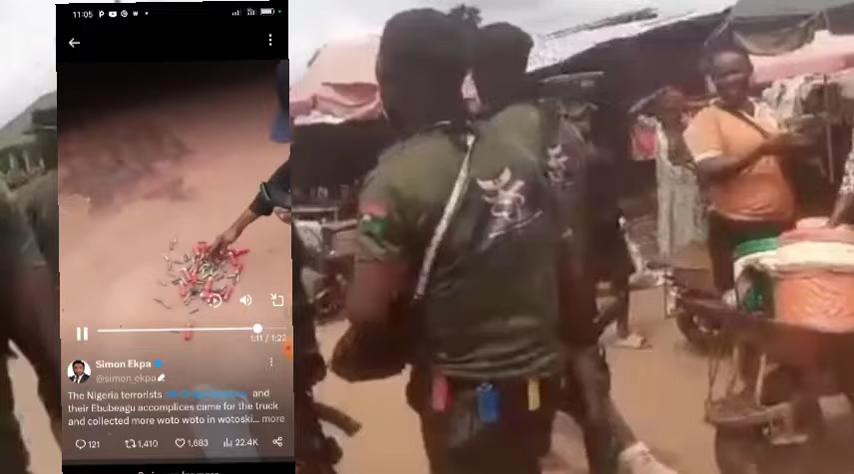 11:05
Simon Ekpa
@simon_ekpa
The Nigeria terrorists
and
their Ebubeagu accomplices came for the truck
and collected more woto woto in wotoski... more
1:11 / 1:22
121
1,410
1,683
22.4K